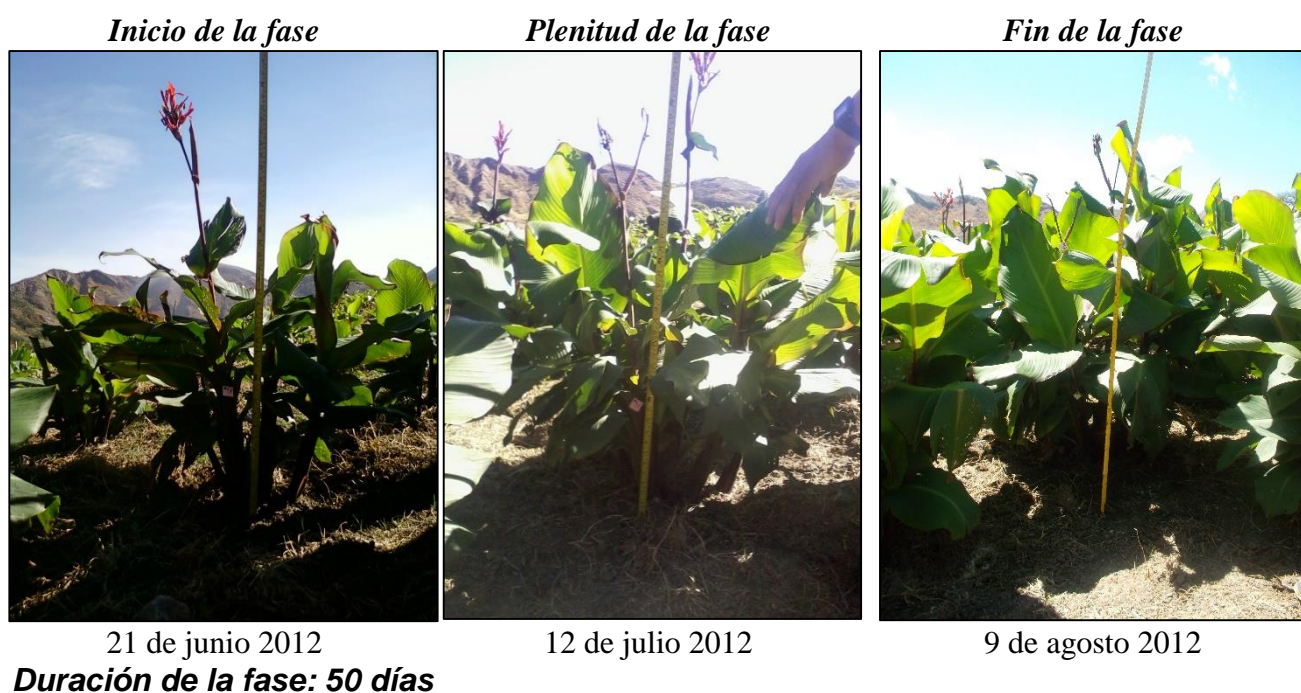 Inicio de la fase
Plenitud de la fase
Fin de la fase
21 de junio 2012
12 de julio 2012
9 de agosto 2012
Duración de la fase: 50 días